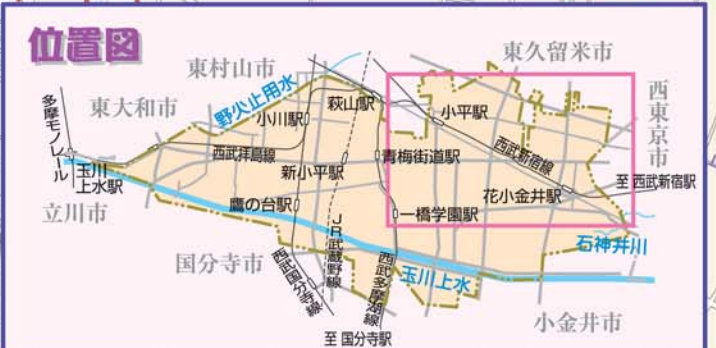 位置図
東久留米市
東村山市
西東京市
多摩モノレール
東大和市
野火止用水
萩山駅
小平駅
小川駅
西武拝島線
新小平駅
青梅街道駅
西武新宿線
至 西武新宿駅
玉川上水駅
花小金井駅
鷹の台駅
一橋学園駅
立川市
JR武蔵野線
石神井川
国分寺市
西武国分寺線
西武多摩湖線
玉川上水
小金井市
至 国分寺駅